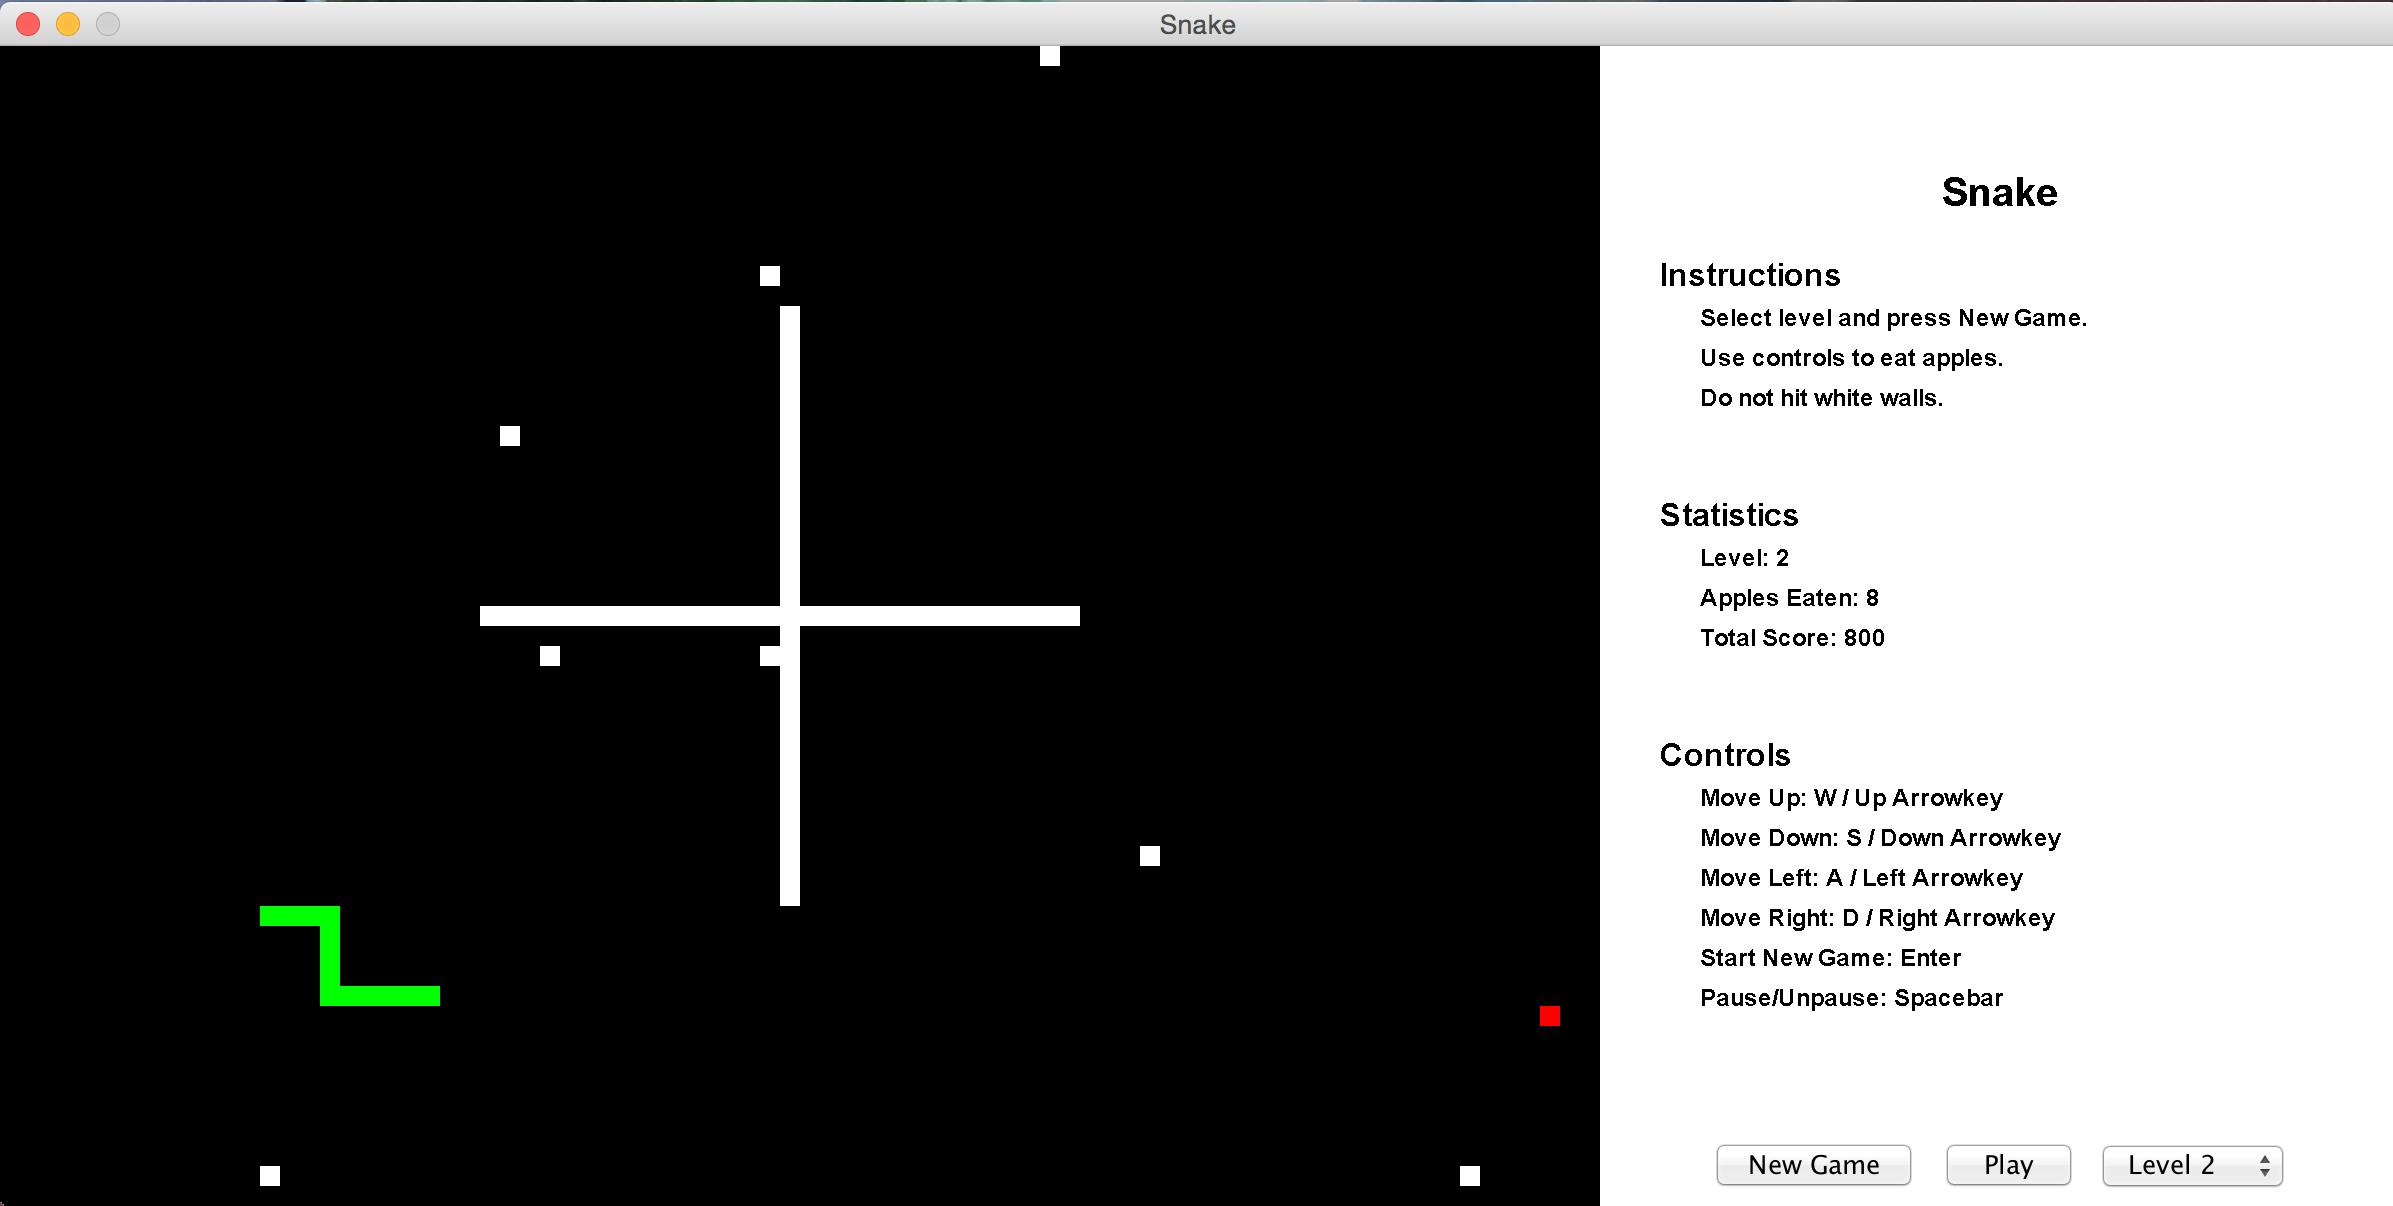 Snake
Snake
Instructions
Select level and press New Game.
Use controls to eat apples.
Do not hit white walls.
Statistics
Level: 2
Apples Eaten: 8
Total Score: 800
Controls
Move Up: W / Up Arrowkey
Move Down: S / Down Arrowkey
Move Left: A / Left Arrowkey
Move Right: D / Right Arrowkey
Start New Game: Enter
Pause/Unpause: Spacebar
New Game Play Level 2